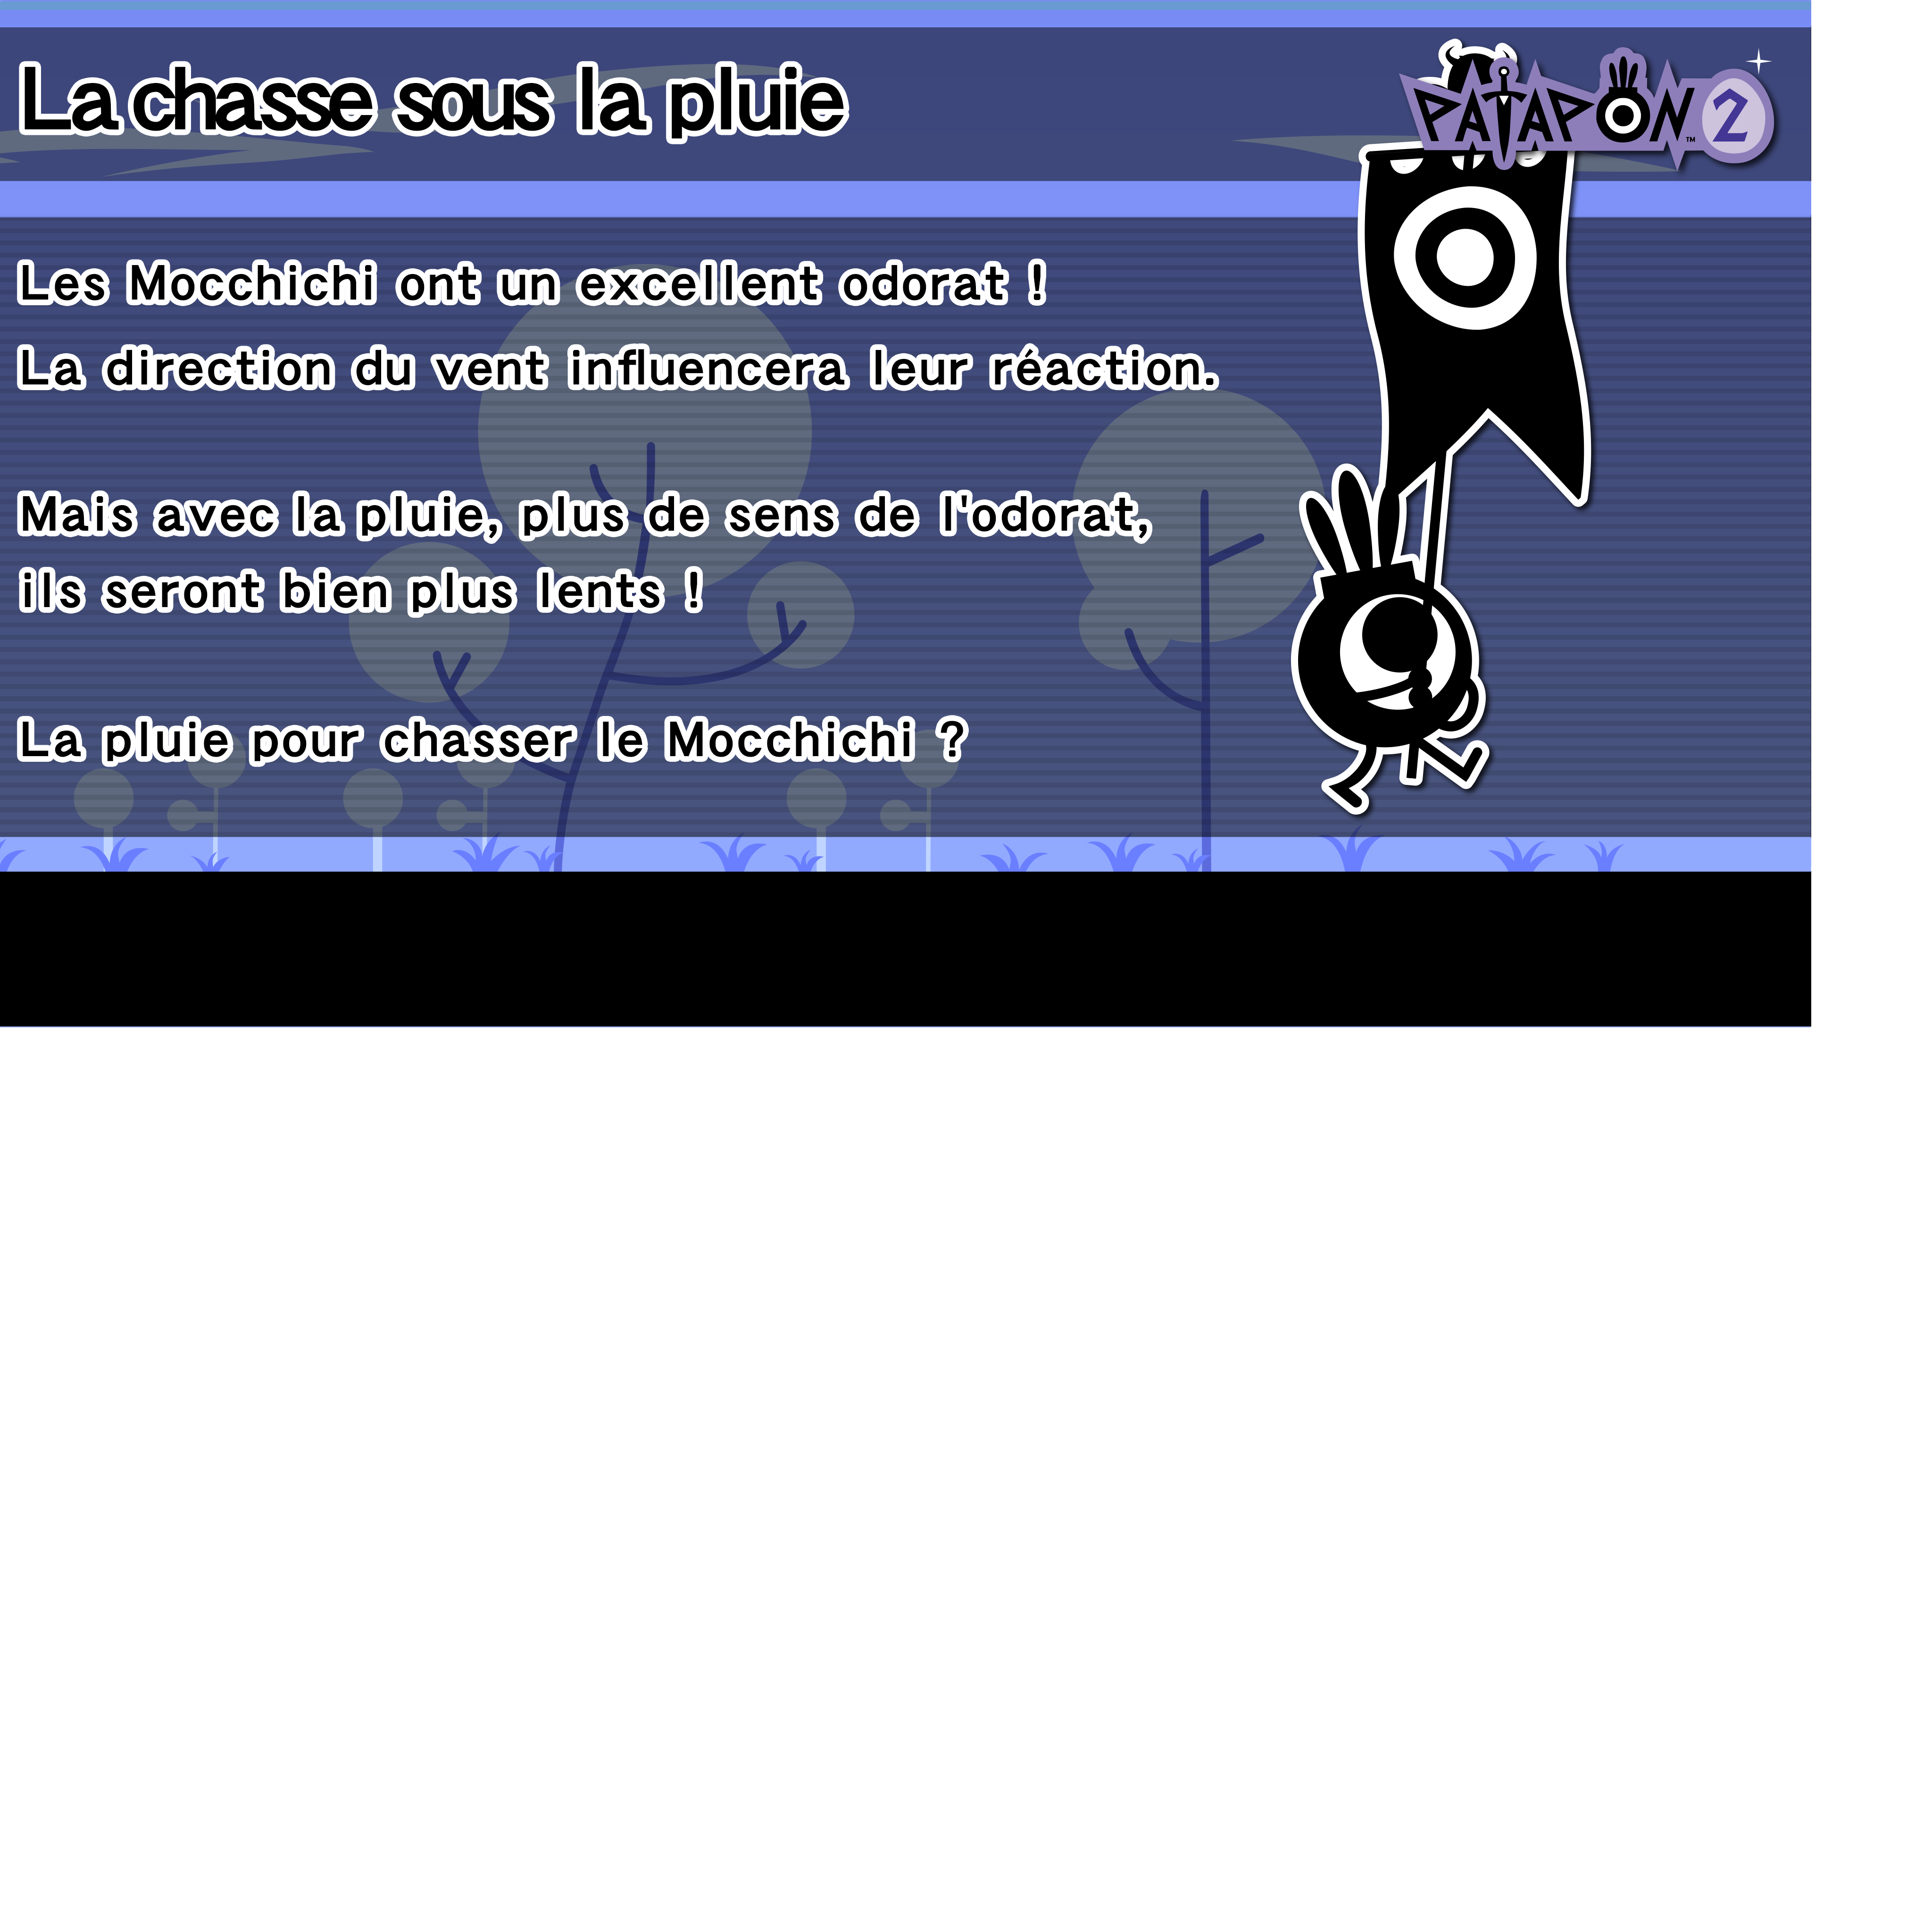 La chasse sous la pluie
PATAPON™ 2
Les Mocchichi ont un excellent odorat !
La direction du vent influencera leur réaction.
Mais avec la pluie, plus de sens de l'odorat,
ils seront bien plus lents !
La pluie pour chasser le Mocchichi ?